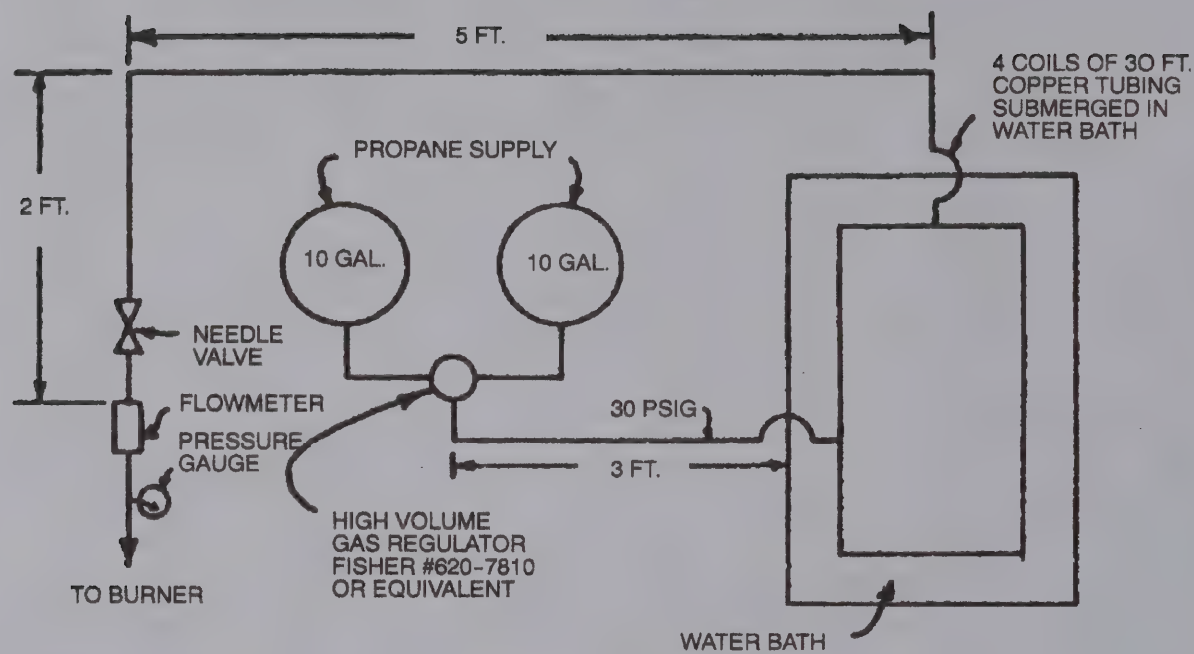 5 FT.
4 COILS OF 30 FT.
COPPER TUBING
SUBMERGED IN
WATER BATH
PROPANE SUPPLY
2 FT.
10 GAL.
10 GAL.
NEEDLE
VALVE
FLOWMETER
PRESSURE
GAUGE
30 PSIG
3 FT.
HIGH VOLUME
GAS REGULATOR
FISHER #620-7810
OR EQUIVALENT
TO BURNER
WATER BATH